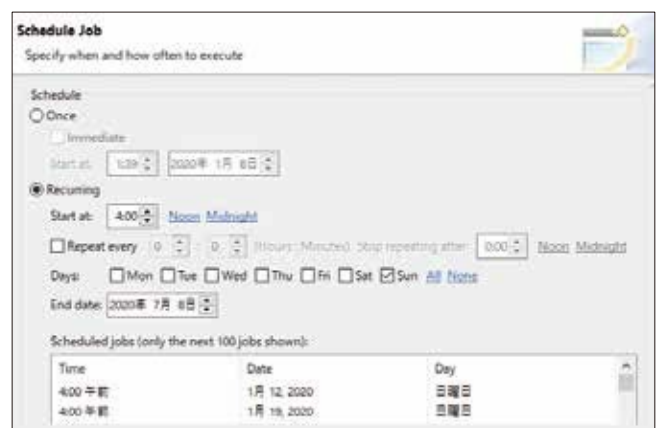 Schedule Job
Specify when and how often to execute
Schedule
Once
Immediate
Start at: 1:39 2020年 1月 8日
Recurring
Start at: 4:00 Noon Midnight
Repeat every 0 : 0 (Hours : Minutes) Stop repeating after: 0:00 Noon Midnight
Days: Mon Tue Wed Thu Fri Sat Sun All None
End date: 2020年 7月 8日
Scheduled jobs (only the next 100 jobs shown):
Time Date Day
4:00 午前 1月 12, 2020 日曜日
4:00 午前 1月 19, 2020 日曜日